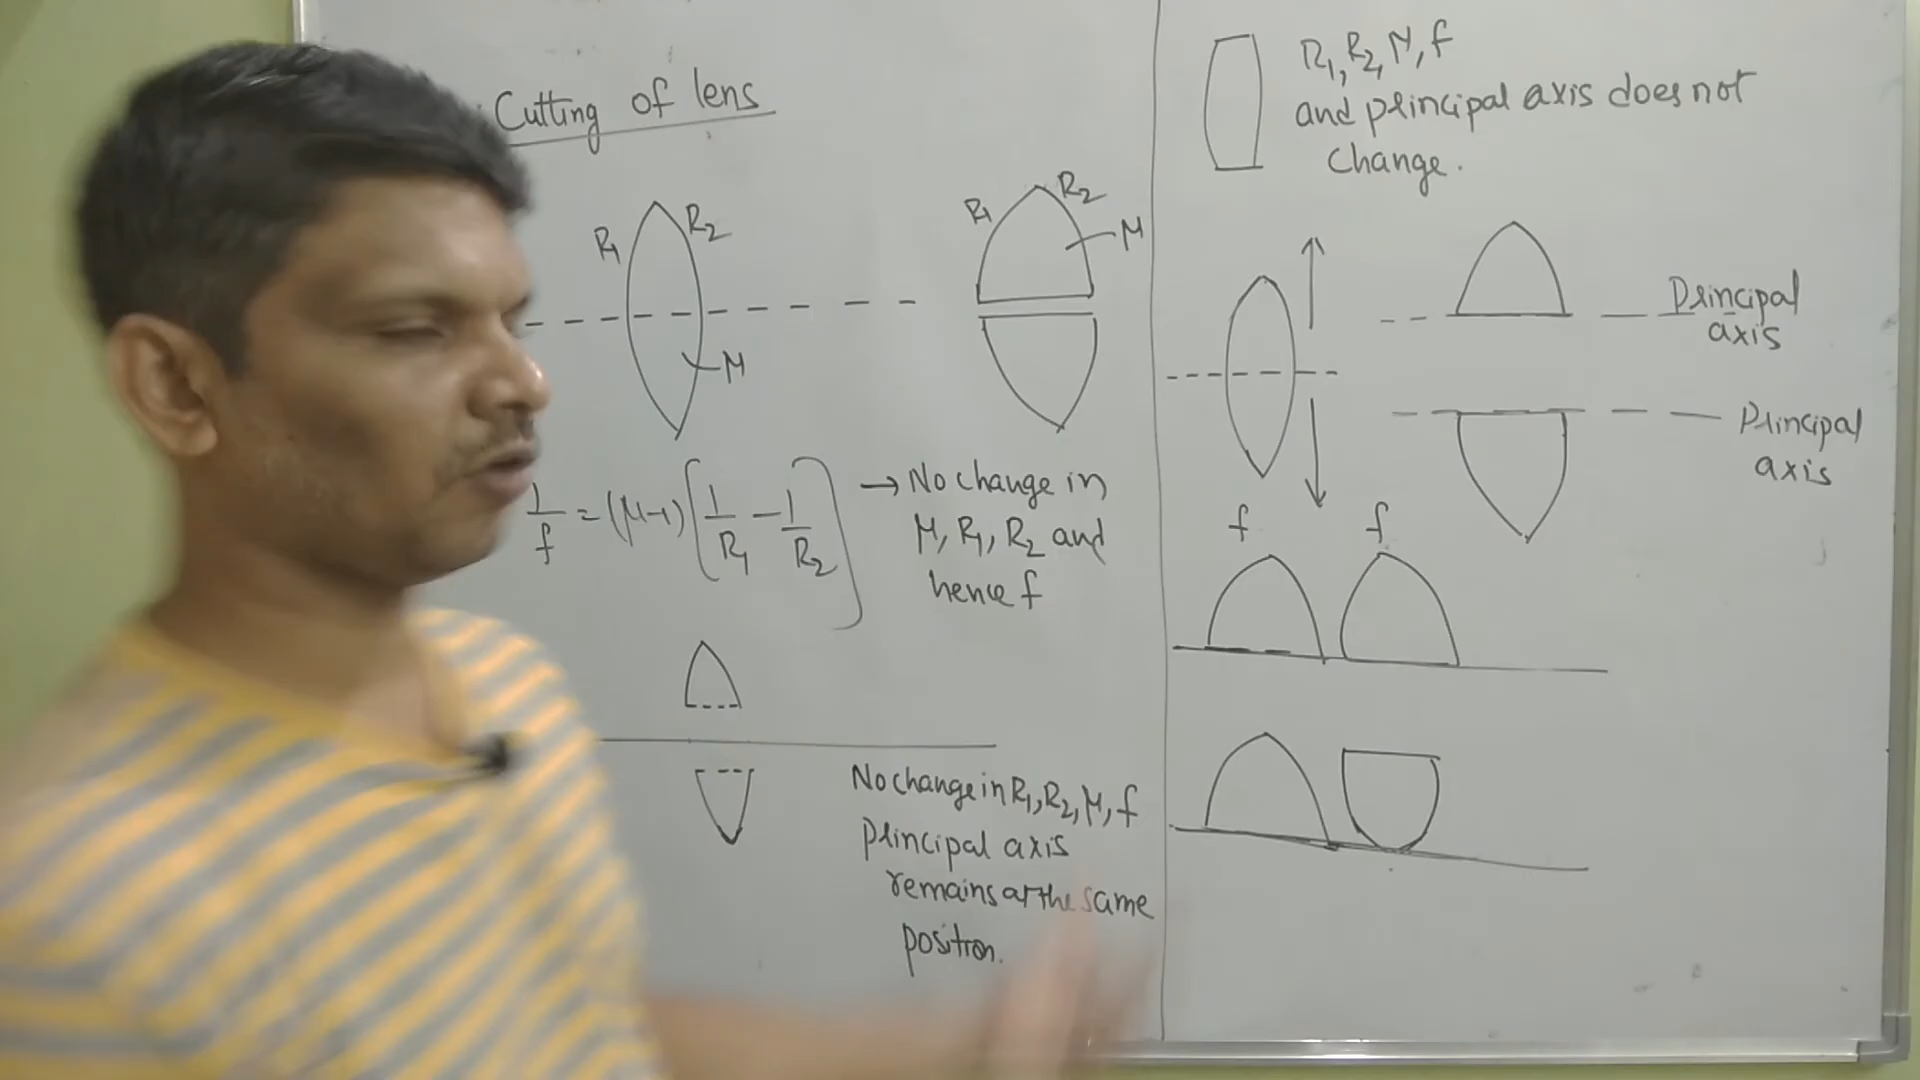 Cutting of lens
R₁ R₂
μ
R₁ R₂
μ
1/f = (μ-1) [1/R₁ - 1/R₂]
→ No change in
μ, R₁, R₂ and
hence f
No change in R₁, R₂, μ, f
principal axis
remains at the same
position.
R₁, R₂, μ, f
and principal axis does not
change.
Principal
axis
Principal
axis
f f